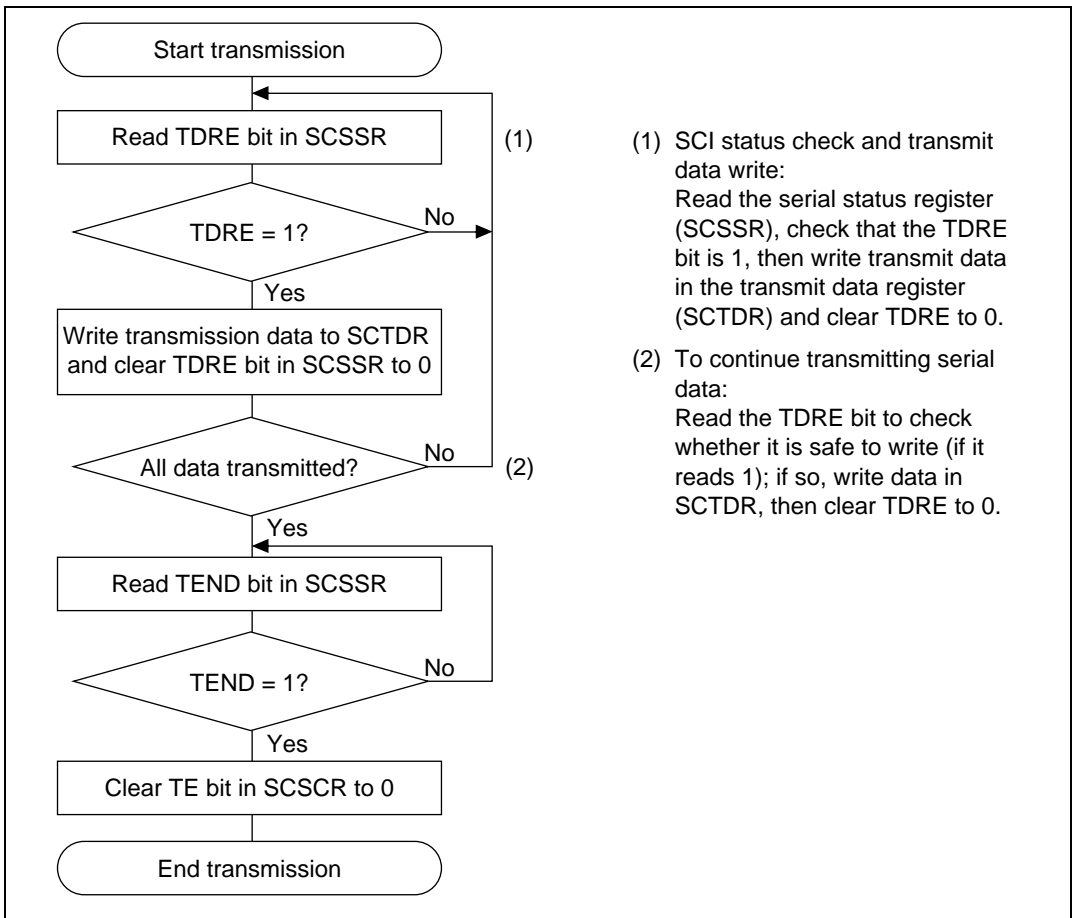 Start transmission
Read TDRE bit in SCSSR
(1)
TDRE = 1?
No
Yes
Write transmission data to SCTDR
and clear TDRE bit in SCSSR to 0
All data transmitted?
No
(2)
Yes
Read TEND bit in SCSSR
TEND = 1?
No
Yes
Clear TE bit in SCSCR to 0
End transmission
(1) SCI status check and transmit
data write:
Read the serial status register
(SCSSR), check that the TDRE
bit is 1, then write transmit data
in the transmit data register
(SCTDR) and clear TDRE to 0.
(2) To continue transmitting serial
data:
Read the TDRE bit to check
whether it is safe to write (if it
reads 1); if so, write data in
SCTDR, then clear TDRE to 0.